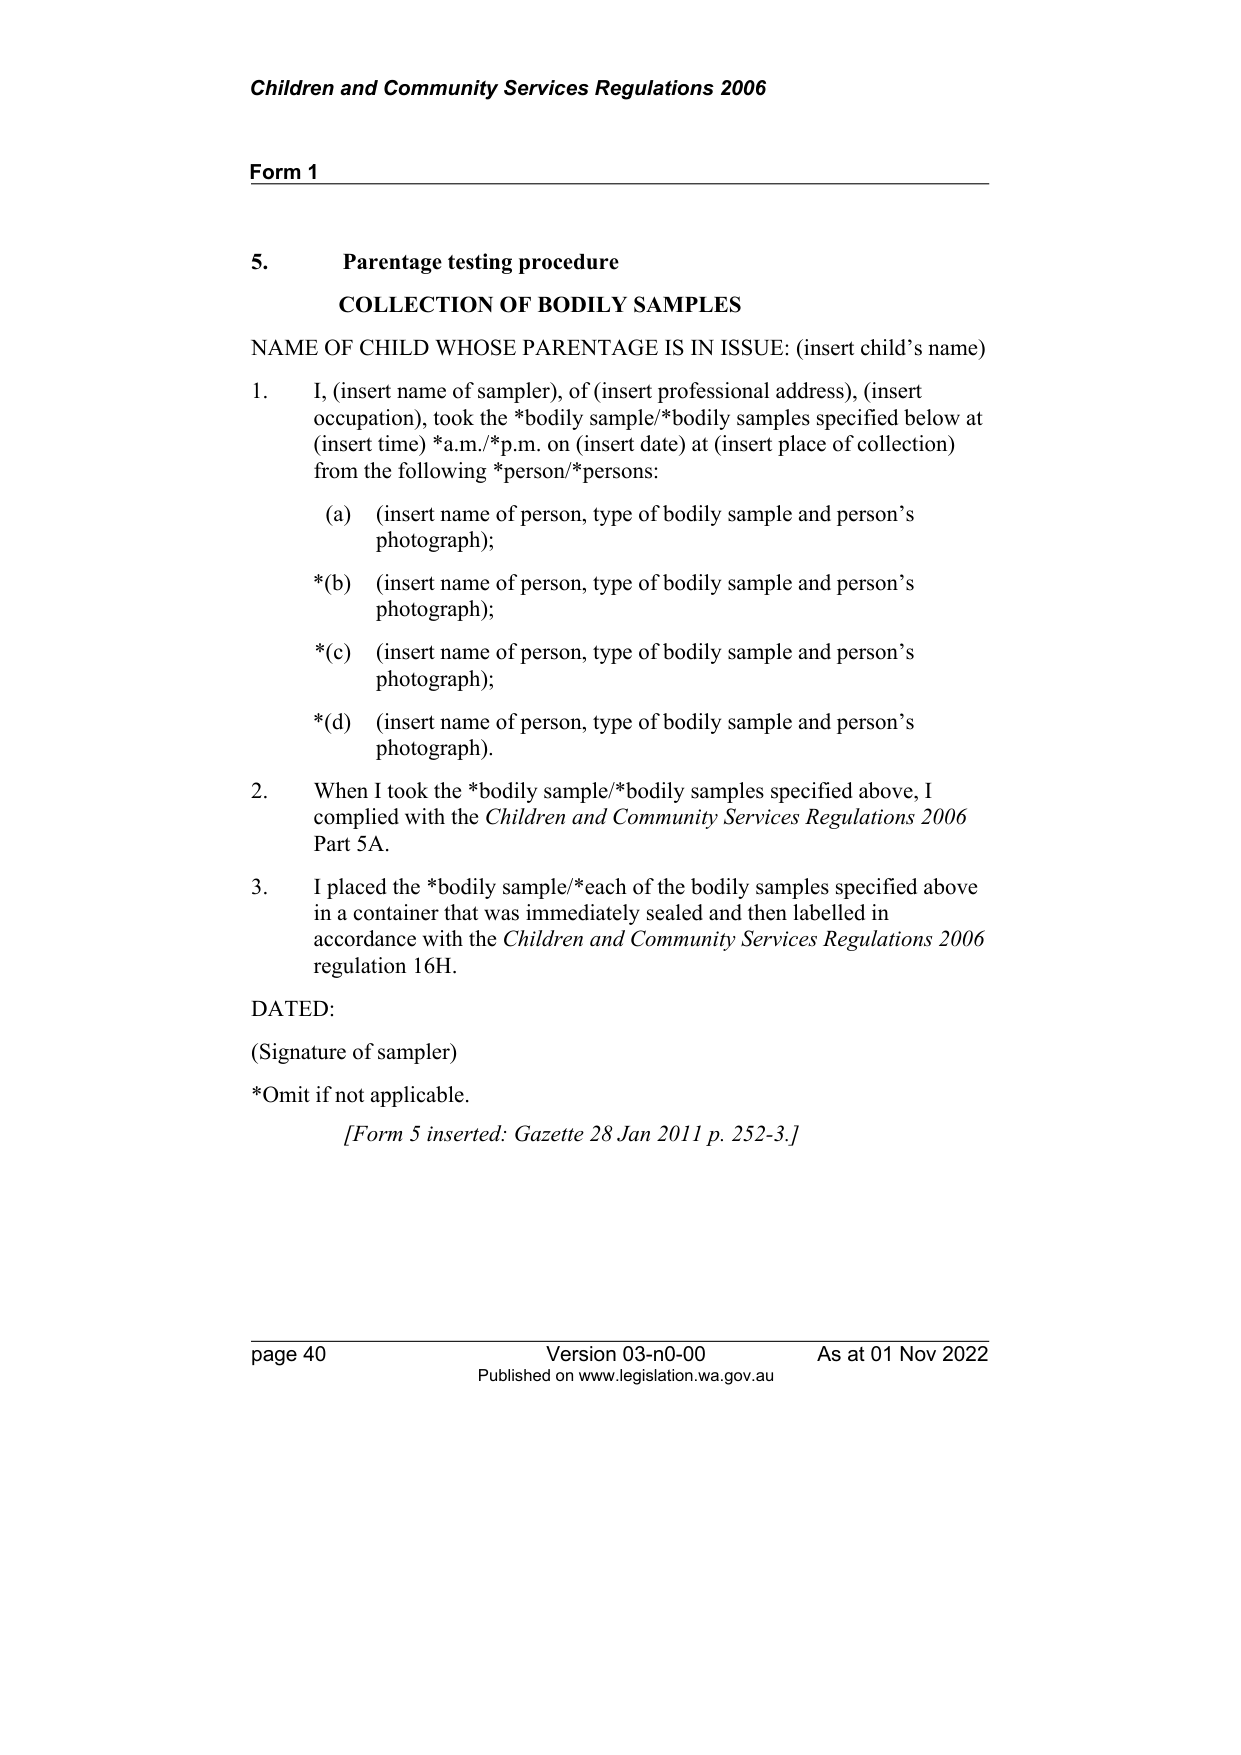 Children and Community Services Regulations 2006
Form 1
5. Parentage testing procedure
COLLECTION OF BODILY SAMPLES
NAME OF CHILD WHOSE PARENTAGE IS IN ISSUE: (insert child’s name)
1. I, (insert name of sampler), of (insert professional address), (insert
occupation), took the *bodily sample/*bodily samples specified below at
(insert time) *a.m./*p.m. on (insert date) at (insert place of collection)
from the following *person/*persons:
(a) (insert name of person, type of bodily sample and person’s
photograph);
*(b) (insert name of person, type of bodily sample and person’s
photograph);
*(c) (insert name of person, type of bodily sample and person’s
photograph);
*(d) (insert name of person, type of bodily sample and person’s
photograph).
2. When I took the *bodily sample/*bodily samples specified above, I
complied with the Children and Community Services Regulations 2006
Part 5A.
3. I placed the *bodily sample/*each of the bodily samples specified above
in a container that was immediately sealed and then labelled in
accordance with the Children and Community Services Regulations 2006
regulation 16H.
DATED:
(Signature of sampler)
*Omit if not applicable.
[Form 5 inserted: Gazette 28 Jan 2011 p. 252-3.]
page 40 Version 03-n0-00 As at 01 Nov 2022
Published on www.legislation.wa.gov.au